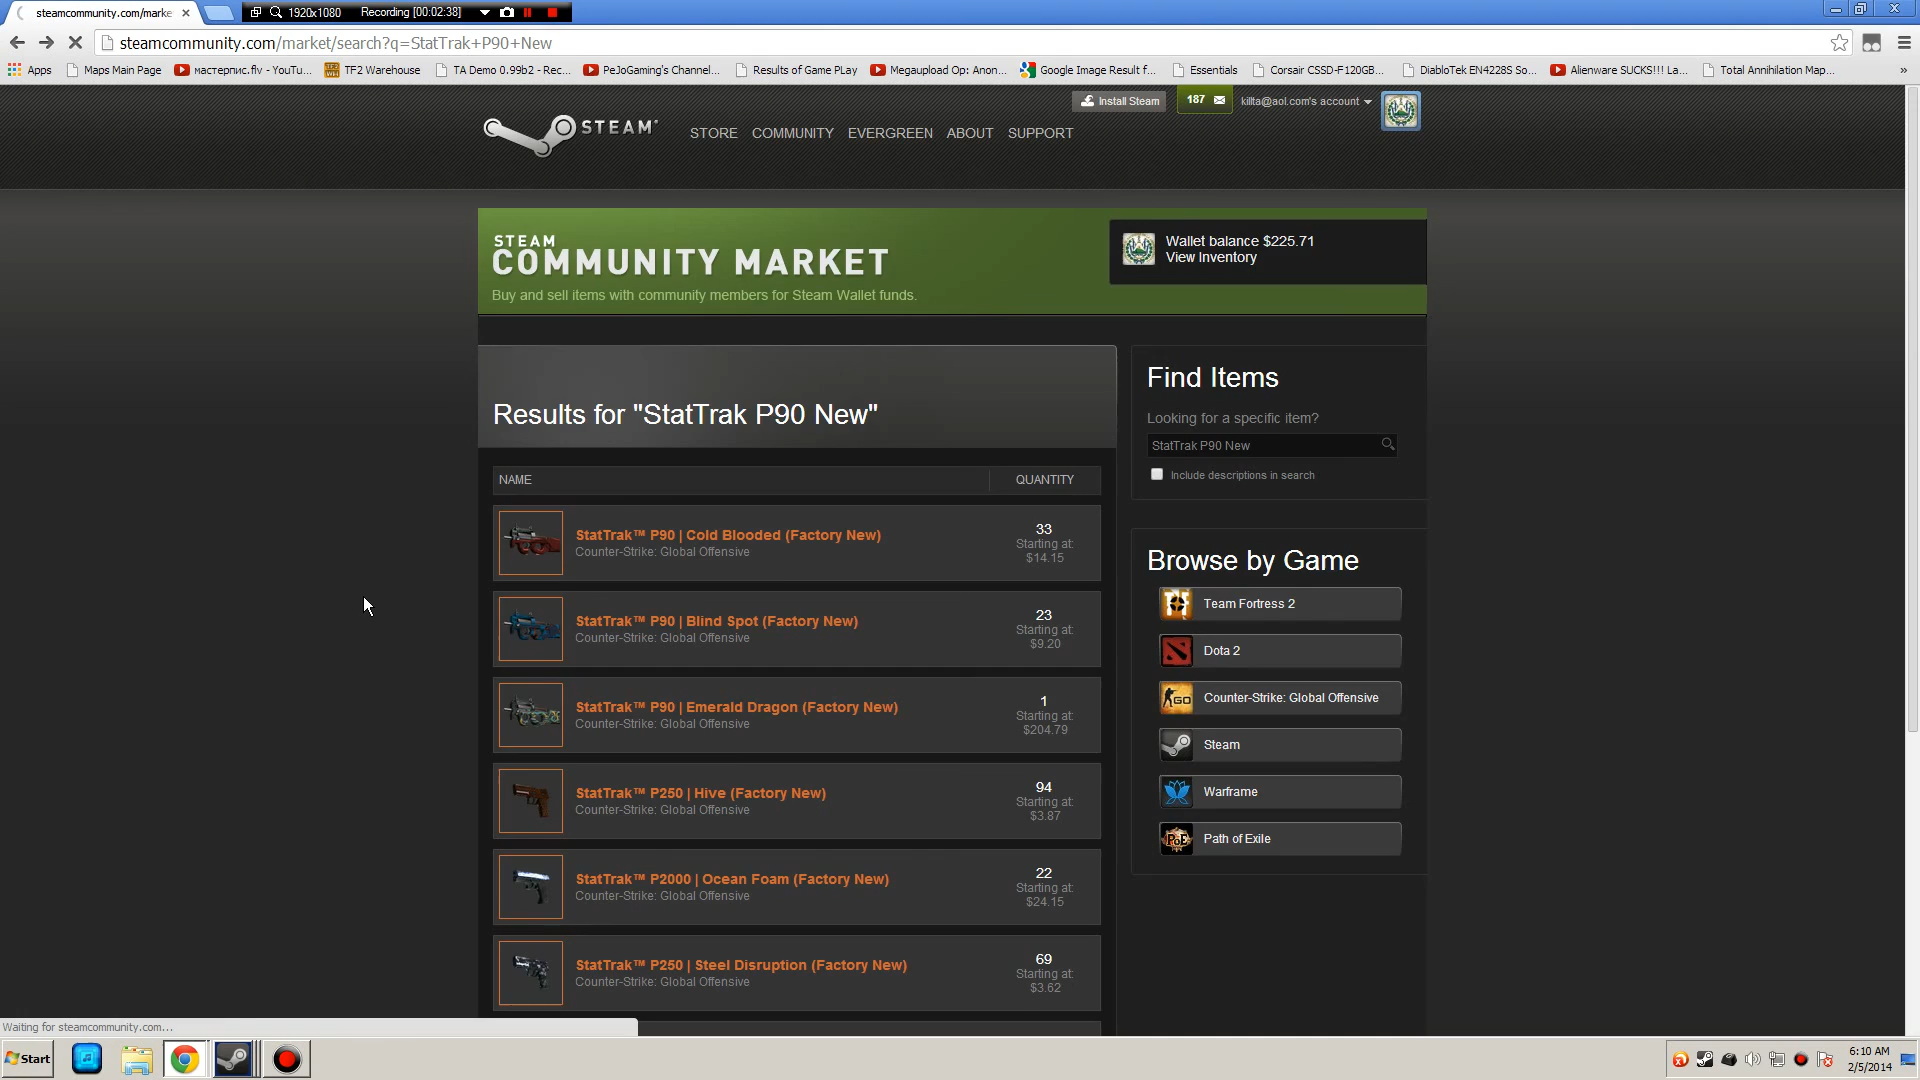 steamcommunity.com/marke
1920x1080
Recording [00:02:38]
steamcommunity.com/market/search?q=StatTrak+P90+New
Apps
Maps Main Page
мастерпис.flv - YouTu...
TF2 Warehouse
TA Demo 0.99b2 - Rec...
PeJoGaming's Channel...
Results of Game PLay
Megaupload Op: Anon...
Google Image Result f...
Essentials
Corsair CSSD-F120GB...
DiabloTek EN4228S So...
Alienware SUCKS!!! La...
Total Annihilation Map...
»
Install Steam
187
killta@aol.com's account
STEAM
STORE
COMMUNITY
EVERGREEN
ABOUT
SUPPORT
STEAM
COMMUNITY MARKET
Buy and sell items with community members for Steam Wallet funds.
Wallet balance $225.71
View Inventory
Results for "StatTrak P90 New"
NAME
QUANTITY
StatTrak™ P90 | Cold Blooded (Factory New)
Counter-Strike: Global Offensive
33
Starting at:
$14.15
StatTrak™ P90 | Blind Spot (Factory New)
Counter-Strike: Global Offensive
23
Starting at:
$9.20
StatTrak™ P90 | Emerald Dragon (Factory New)
Counter-Strike: Global Offensive
1
Starting at:
$204.79
StatTrak™ P250 | Hive (Factory New)
Counter-Strike: Global Offensive
94
Starting at:
$3.87
StatTrak™ P2000 | Ocean Foam (Factory New)
Counter-Strike: Global Offensive
22
Starting at:
$24.15
StatTrak™ P250 | Steel Disruption (Factory New)
Counter-Strike: Global Offensive
69
Starting at:
$3.62
Find Items
Looking for a specific item?
StatTrak P90 New
Include descriptions in search
Browse by Game
Team Fortress 2
Dota 2
GO
Counter-Strike: Global Offensive
Steam
Warframe
PoE
Path of Exile
Waiting for steamcommunity.com...
Start
6:10 AM
2/5/2014